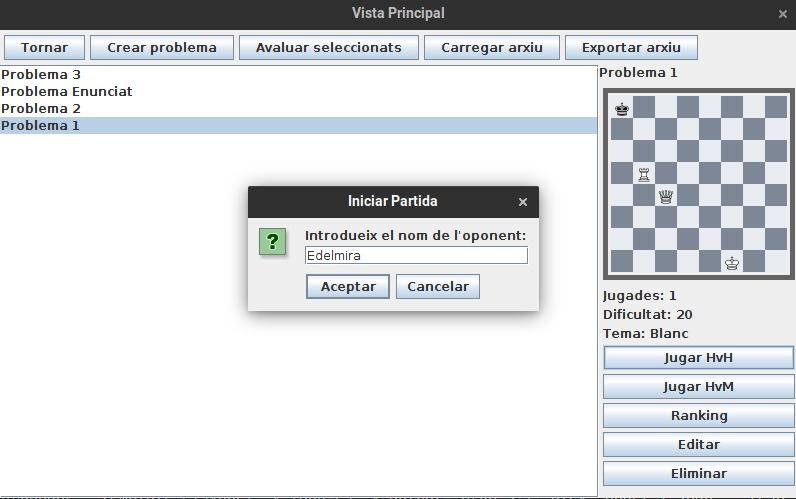 Vista Principal
Tornar Crear problema Avaluar seleccionats Carregar arxiu Exportar arxiu
Problema 3
Problema Enunciat
Problema 2
Problema 1
Problema 1
Iniciar Partida
Introdueix el nom de l'oponent:
Edelmira
Aceptar Cancelar
Jugades: 1
Dificultat: 20
Tema: Blanc
Jugar HvH
Jugar HvM
Ranking
Editar
Eliminar